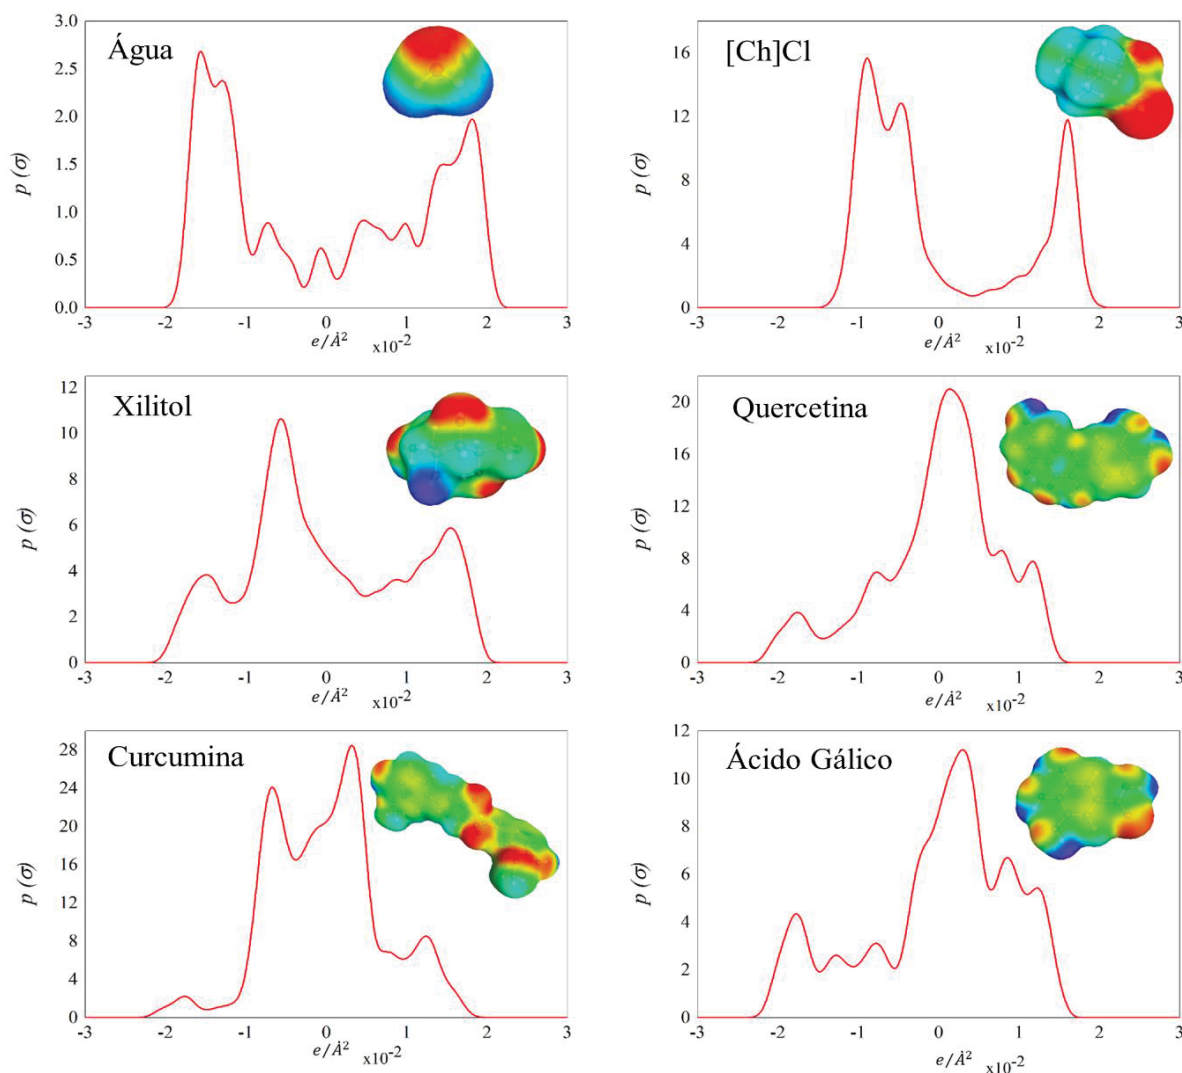 Água
3.0
2.5
2.0
1.5
1.0
0.5
0.0
p (σ)
-3 -2 -1 0 1 2 3
e/Å² x10⁻²
[Ch]Cl
16
12
8
4
0
p (σ)
-3 -2 -1 0 1 2 3
e/Å² x10⁻²
Xilitol
12
10
8
6
4
2
0
p (σ)
-3 -2 -1 0 1 2 3
e/Å² x10⁻²
Quercetina
20
16
12
8
4
0
p (σ)
-3 -2 -1 0 1 2 3
e/Å² x10⁻²
Curcumina
28
24
20
16
12
8
4
0
p (σ)
-3 -2 -1 0 1 2 3
e/Å² x10⁻²
Ácido Gálico
12
10
8
6
4
2
0
p (σ)
-3 -2 -1 0 1 2 3
e/Å² x10⁻²